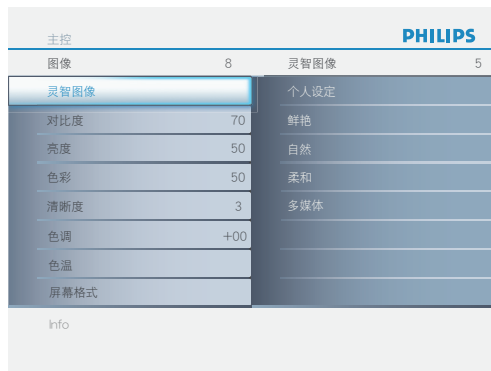 主控 PHILIPS
图像 8 灵智图像 5
灵智图像 个人设定
对比度 70 鲜艳
亮度 50 自然
色彩 50 柔和
清晰度 3 多媒体
色调 +00
色温
屏幕格式
Info